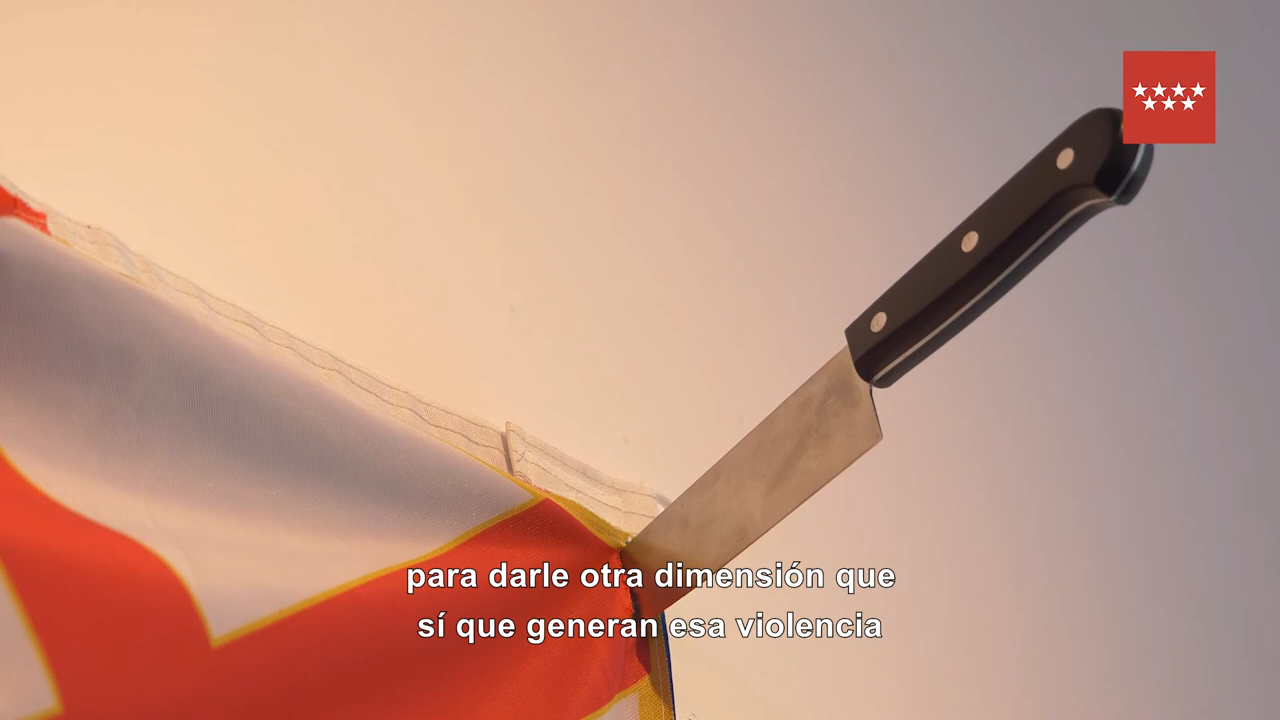 para darle otra dimensión que
sí que generan esa violencia